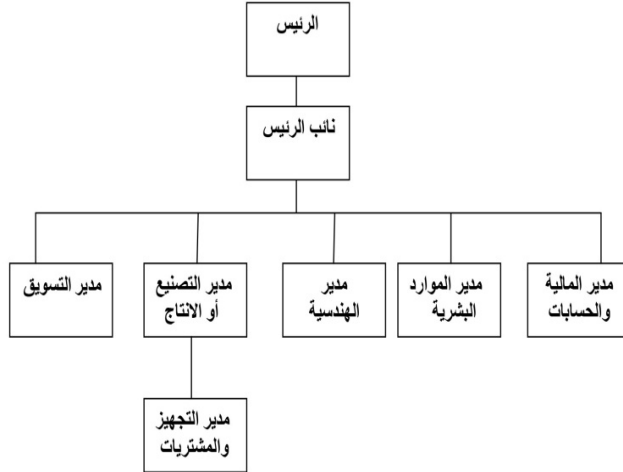 الرئيس
نائب الرئيس
مدير المالية
والحسابات
مدير الموارد
البشرية
مدير
الهندسية
مدير التصنيع
أو الانتاج
مدير التسويق
مدير التجهيز
والمشتريات